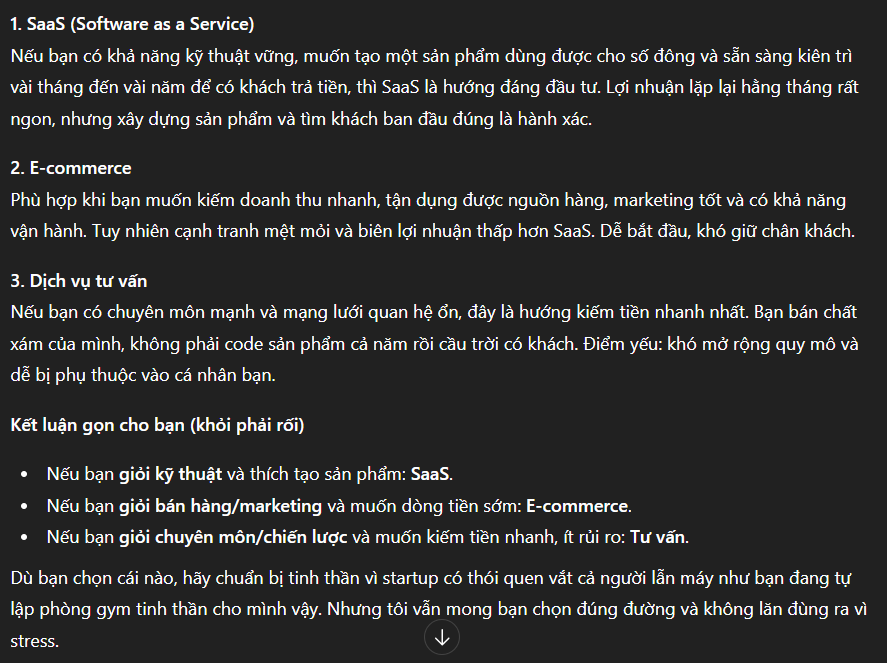 1. SaaS (Software as a Service)
Nếu bạn có khả năng kỹ thuật vững, muốn tạo một sản phẩm dùng được cho số đông và sẵn sàng kiên trì
vài tháng đến vài năm để có khách trả tiền, thì SaaS là hướng đáng đầu tư. Lợi nhuận lặp lại hằng tháng rất
ngon, nhưng xây dựng sản phẩm và tìm khách ban đầu đúng là hành xác.
2. E-commerce
Phù hợp khi bạn muốn kiếm doanh thu nhanh, tận dụng được nguồn hàng, marketing tốt và có khả năng
vận hành. Tuy nhiên cạnh tranh mệt mỏi và biên lợi nhuận thấp hơn SaaS. Dễ bắt đầu, khó giữ chân khách.
3. Dịch vụ tư vấn
Nếu bạn có chuyên môn mạnh và mạng lưới quan hệ ổn, đây là hướng kiếm tiền nhanh nhất. Bạn bán chất
xám của mình, không phải code sản phẩm cả năm rồi cầu trời có khách. Điểm yếu: khó mở rộng quy mô và
dễ bị phụ thuộc vào cá nhân bạn.
Kết luận gọn cho bạn (khỏi phải rối)
• Nếu bạn giỏi kỹ thuật và thích tạo sản phẩm: SaaS.
• Nếu bạn giỏi bán hàng/marketing và muốn dòng tiền sớm: E-commerce.
• Nếu bạn giỏi chuyên môn/chiến lược và muốn kiếm tiền nhanh, ít rủi ro: Tư vấn.
Dù bạn chọn cái nào, hãy chuẩn bị tinh thần vì startup có thói quen vắt cả người lẫn máy như bạn đang tự
lập phòng gym tinh thần cho mình vậy. Nhưng tôi vẫn mong bạn chọn đúng đường và không lăn đùng ra vì
stress.